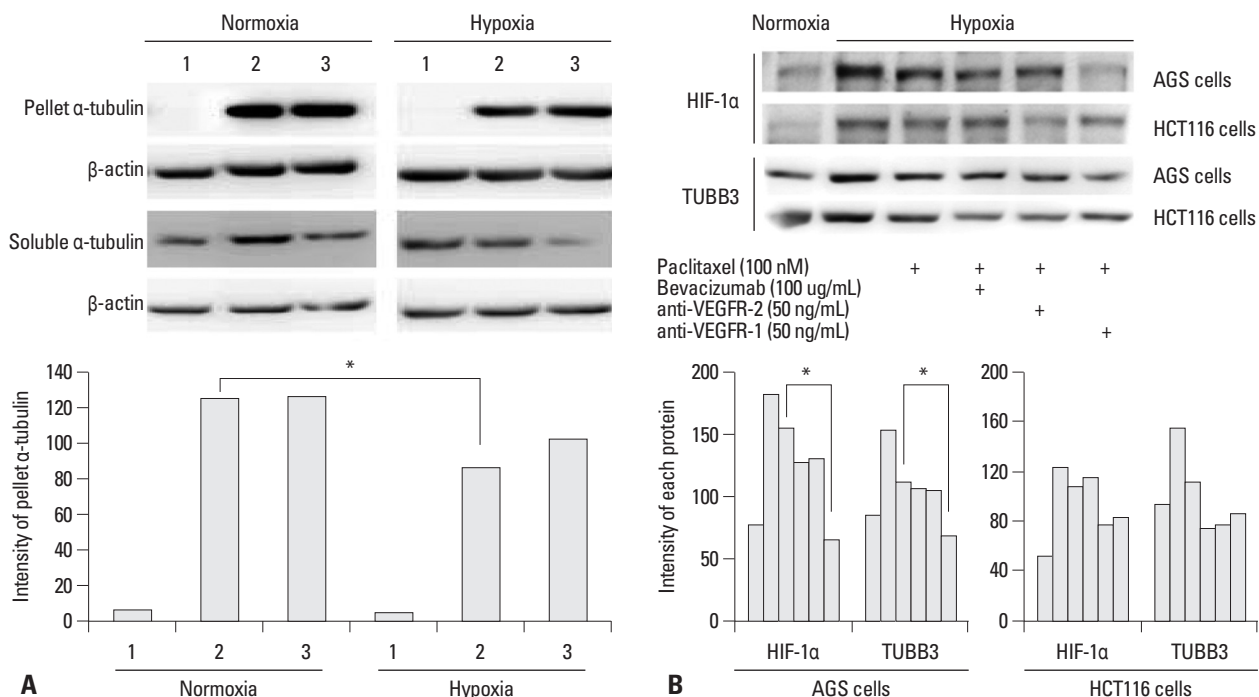 Normoxia Hypoxia
1 2 3 1 2 3
Pellet α-tubulin
β-actin
Soluble α-tubulin
β-actin
Intensity of pellet α-tubulin
140
120
100
80
60
40
20
0
*
1 2 3 1 2 3
Normoxia Hypoxia
A
Normoxia Hypoxia
HIF-1α
AGS cells
HCT116 cells
TUBB3
AGS cells
HCT116 cells
Paclitaxel (100 nM) + + + +
Bevacizumab (100 ug/mL) +
anti-VEGFR-2 (50 ng/mL) +
anti-VEGFR-1 (50 ng/mL) +
Intensity of each protein
200
150
100
50
0
* *
HIF-1α TUBB3
AGS cells
200
160
120
80
40
0
HIF-1α TUBB3
HCT116 cells
B